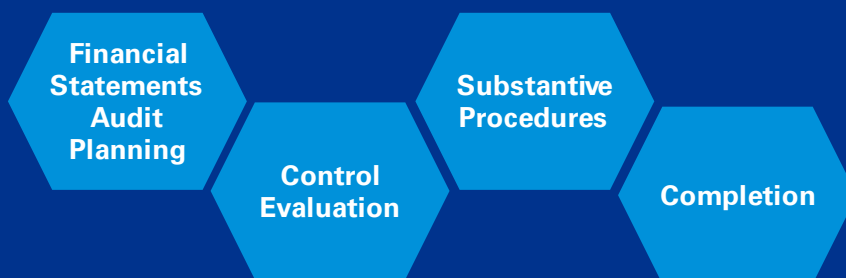 Financial
Statements
Audit
Planning
Control
Evaluation
Substantive
Procedures
Completion